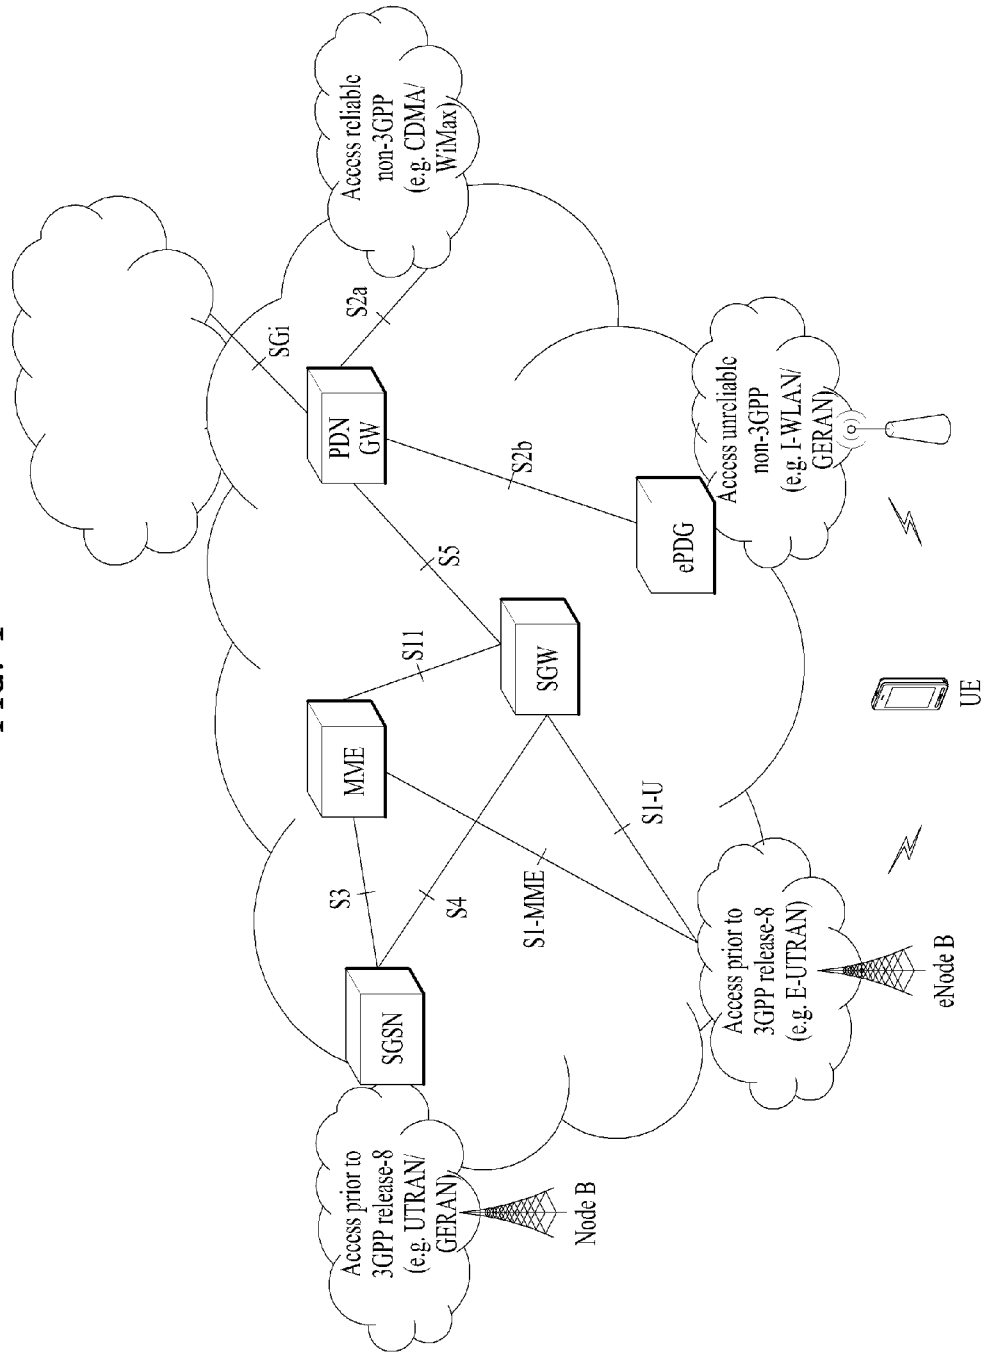 SGi
Access reliable
non-3GPP
(e.g. CDMA/
WiMax)
S2a
PDN
GW
MME
S3
SGSN
Access prior to
3GPP release-8
(e.g. UTRAN/
GERAN)
S11
S5
S4
S2b
S1-MME
SGW
Node B
S1-U
ePDG
Access prior to
3GPP release-8
(e.g. E-UTRAN)
Access unreliable
non-3GPP
(e.g. I-WLAN/
GERAN)
eNode B
UE